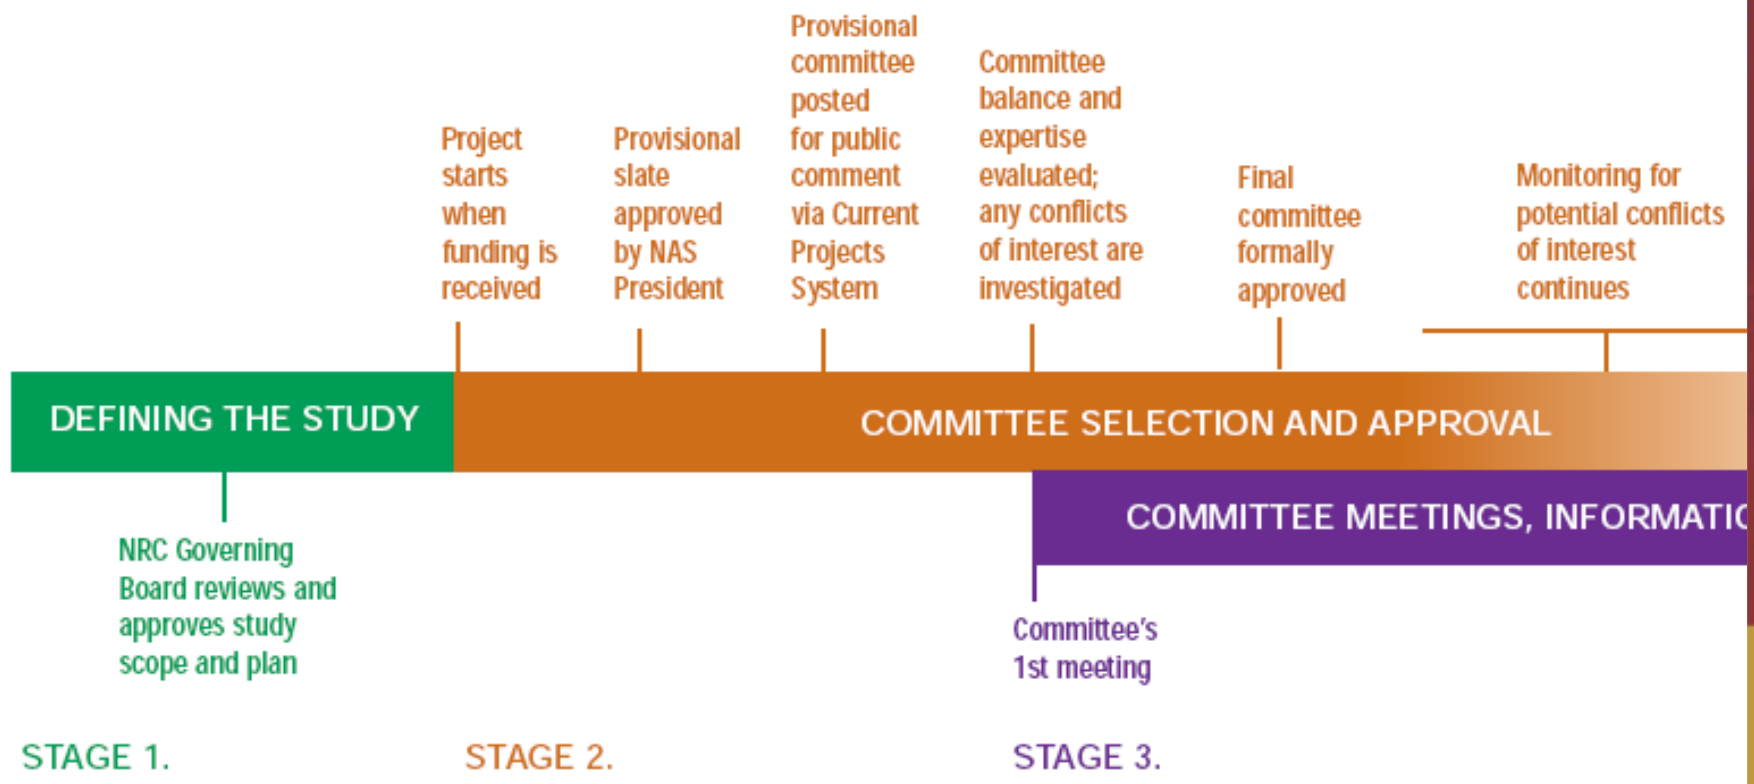 Project
starts
when
funding is
received
Provisional
slate
approved
by NAS
President
Provisional
committee
posted
for public
comment
via Current
Projects
System
Committee
balance and
expertise
evaluated;
any conflicts
of interest are
investigated
Final
committee
formally
approved
Monitoring for
potential conflicts
of interest
continues
DEFINING THE STUDY
COMMITTEE SELECTION AND APPROVAL
COMMITTEE MEETINGS,
NRC Governing
Board reviews and
approves study
scope and plan
Committee's
1st meeting
STAGE 1.
STAGE 2.
STAGE 3.